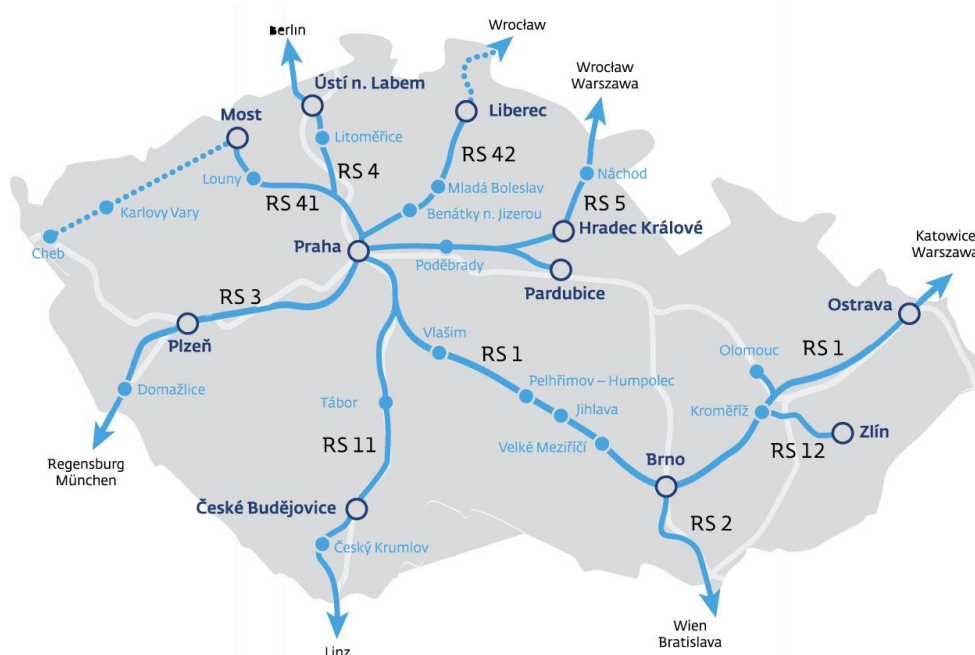 Berlin
Wrocław
Wrocław
Warszawa
Ústí n. Labem
Most
Liberec
Litoměřice
RS 4
RS 42
Louny
RS 41
Mladá Boleslav
Náchod
RS 5
Karlovy Vary
Benátky n. Jizerou
Hradec Králové
Cheb
Praha
Poděbrady
Katowice
Warszawa
Pardubice
RS 3
Ostrava
Plzeň
Vlašim
RS 1
Olomouc
RS 1
Domažlice
Tábor
Pelhřimov – Humpolec
Jihlava
Kroměříž
Velké Meziříčí
RS 11
RS 12
Zlín
Regensburg
München
Brno
České Budějovice
RS 2
Český Krumlov
Wien
Bratislava
Linz